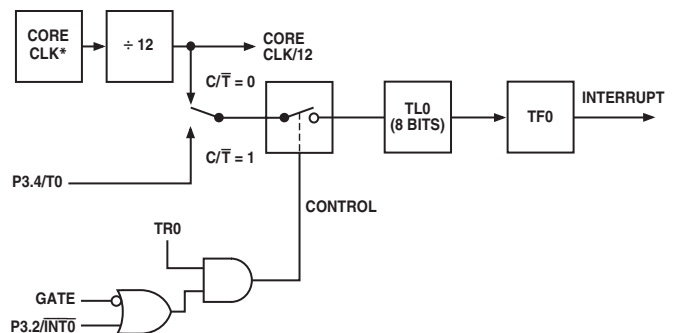 CORE
CLK*
÷ 12
CORE
CLK/12
C/T̅ = 0
TL0
(8 BITS)
TF0
INTERRUPT
C/T̅ = 1
P3.4/T0
CONTROL
TR0
GATE
P3.2/I̅N̅T̅0̅